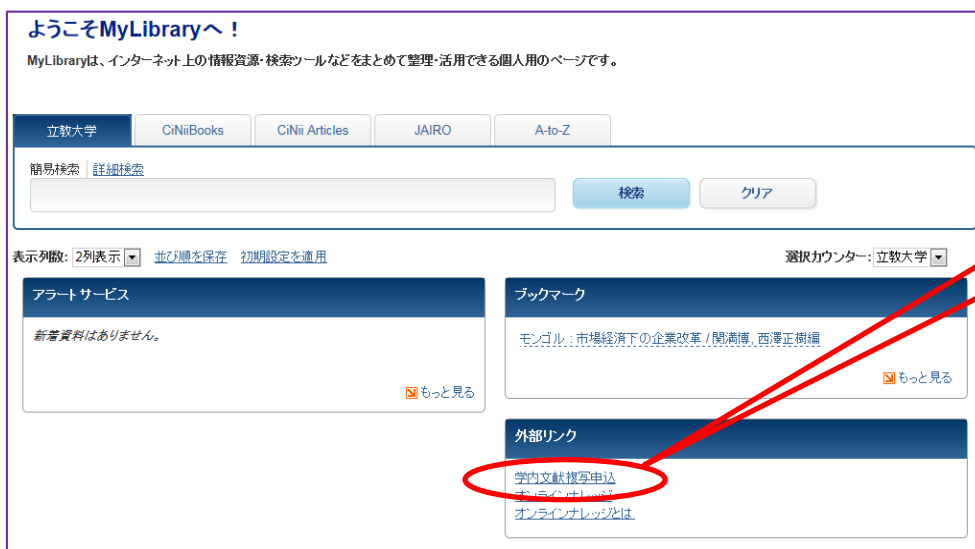 ようこそMyLibraryへ！
MyLibraryは、インターネット上の情報資源・検索ツールなどをまとめて整理・活用できる個人用のページです。
立教大学 CiNiiBooks CiNii Articles JAIRO A-to-Z
簡易検索 詳細検索
検索 クリア
表示列数: 2列表示 並び順を保存 初期設定を適用 選択カウンター: 立教大学
アラートサービス
新着資料はありません。
もっと見る
ブックマーク
モンゴル : 市場経済下の企業改革 / 関満博, 西澤正樹編
もっと見る
外部リンク
学内文献複写申込
オンラインナレッジ
オンラインナレッジとは